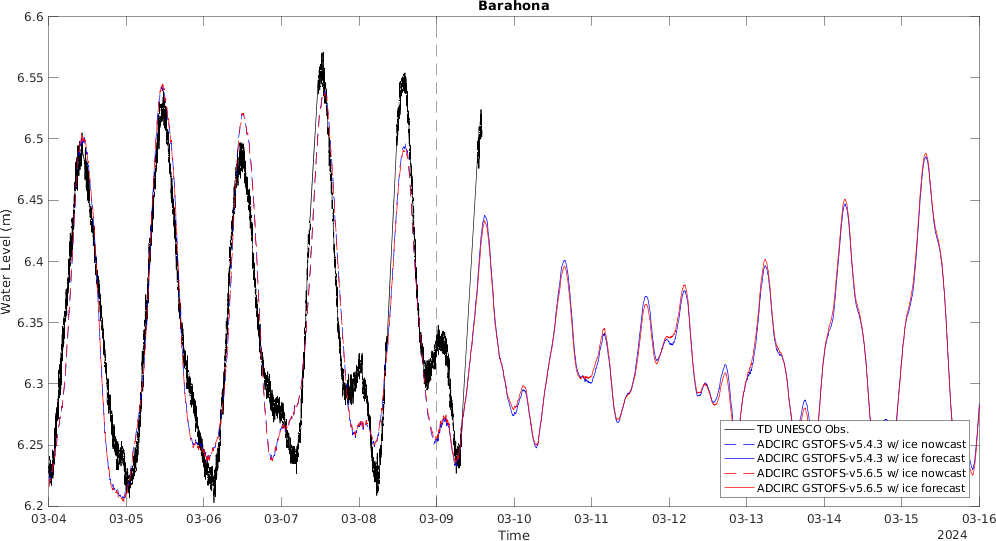 Barahona
6.6
6.55
6.5
6.45
6.4
6.35
6.3
6.25
6.2
Water Level (m)
TD UNESCO Obs.
ADCIRC GSTOFS-v5.4.3 w/ ice nowcast
ADCIRC GSTOFS-v5.4.3 w/ ice forecast
ADCIRC GSTOFS-v5.6.5 w/ ice nowcast
ADCIRC GSTOFS-v5.6.5 w/ ice forecast
03-04 03-05 03-06 03-07 03-08 03-09 03-10 03-11 03-12 03-13 03-14 03-15 03-16
Time
2024